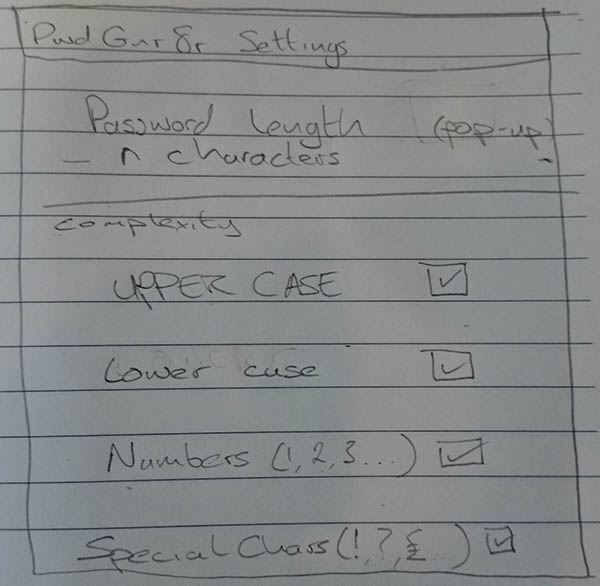 Pwd Gnr8r Settings
Password length (pop-up)
– n characters
complexity
UPPER CASE
Lower case
Numbers (1,2,3...)
Special Chars (!,?,£...)